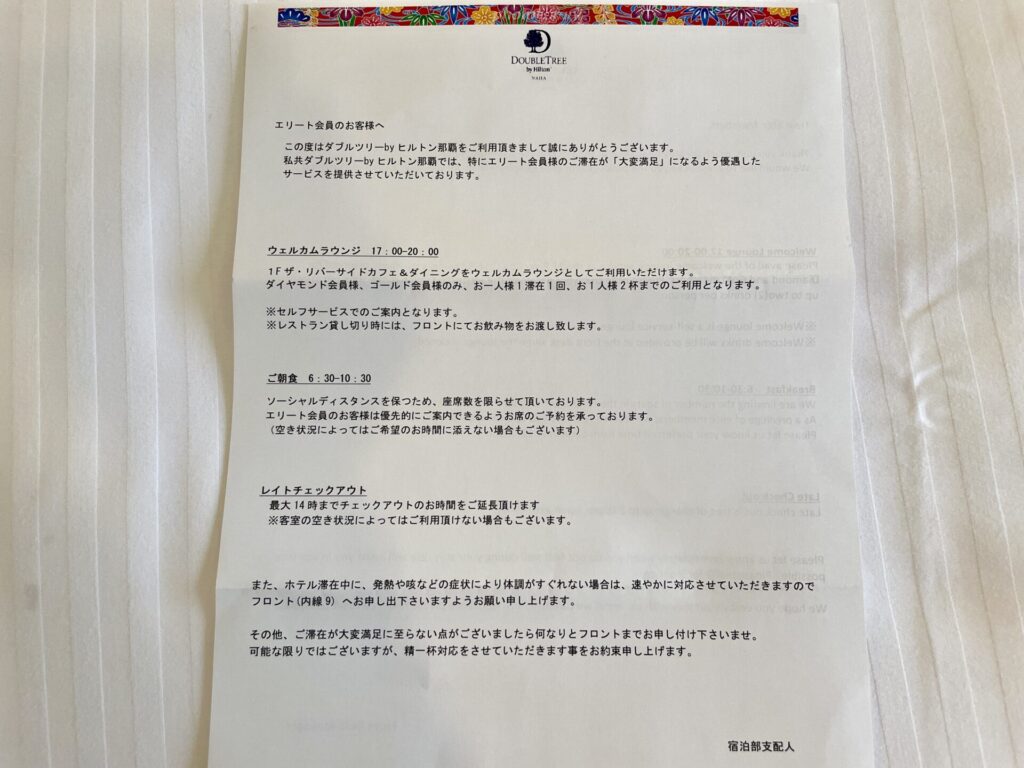 DOUBLETREE
by Hilton
NAHA
エリート会員のお客様へ
この度はダブルツリーby ヒルトン那覇をご利用頂きまして誠にありがとうございます。
私共ダブルツリーby ヒルトン那覇では、特にエリート会員様のご滞在が「大変満足」になるよう優遇した
サービスを提供させていただいております。
ウェルカムラウンジ 17：00-20：00
1F ザ・リバーサイドカフェ＆ダイニングをウェルカムラウンジとしてご利用いただけます。
ダイヤモンド会員様、ゴールド会員様のみ、お一人様１滞在１回、お１人様２杯までのご利用となります。
※セルフサービスでのご案内となります。
※レストラン貸し切り時には、フロントにてお飲み物をお渡し致します。
ご朝食 6：30-10：30
ソーシャルディスタンスを保つため、座席数を限らせて頂いております。
エリート会員のお客様は優先的にご案内できるようお席のご予約を承っております。
（空き状況によってはご希望のお時間に添えない場合もございます）
レイトチェックアウト
最大14時までチェックアウトのお時間をご延長頂けます
※客室の空き状況によってはご利用頂けない場合もございます。
また、ホテル滞在中に、発熱や咳などの症状により体調がすぐれない場合は、速やかに対応させていただきますので
フロント(内線９) へお申し出下さいますようお願い申し上げます。
その他、ご滞在が大変満足に至らない点がございましたら何なりとフロントまでお申し付け下さいませ。
可能な限りではございますが、精一杯対応をさせていただきます事をお約束申し上げます。
宿泊部支配人